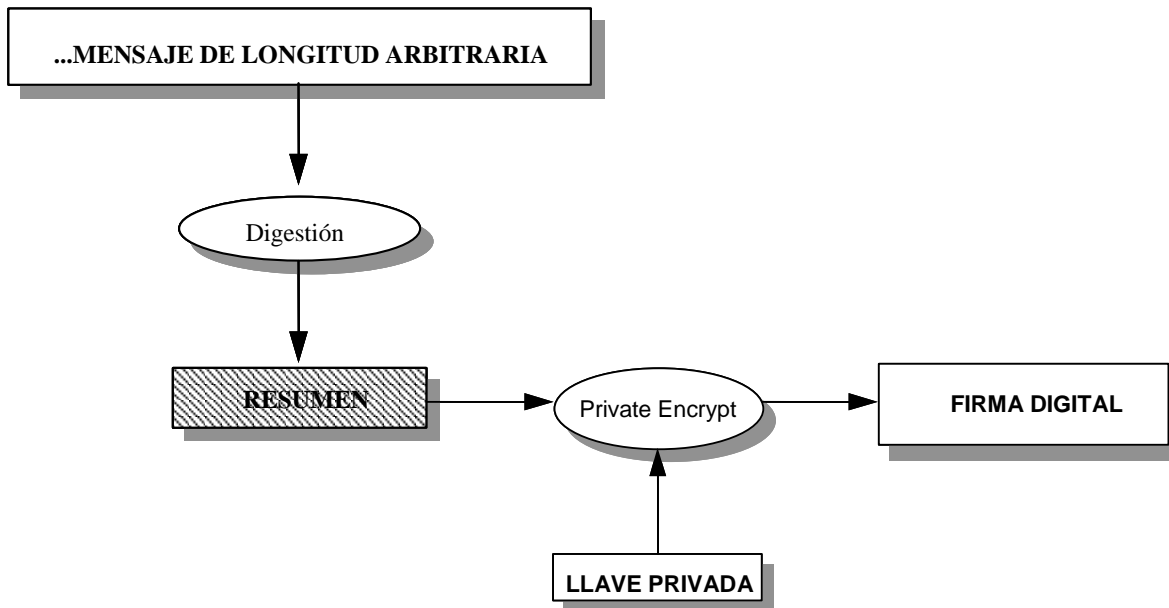 ...MENSAJE DE LONGITUD ARBITRARIA
Digestión
RESUMEN
Private Encrypt
FIRMA DIGITAL
LLAVE PRIVADA